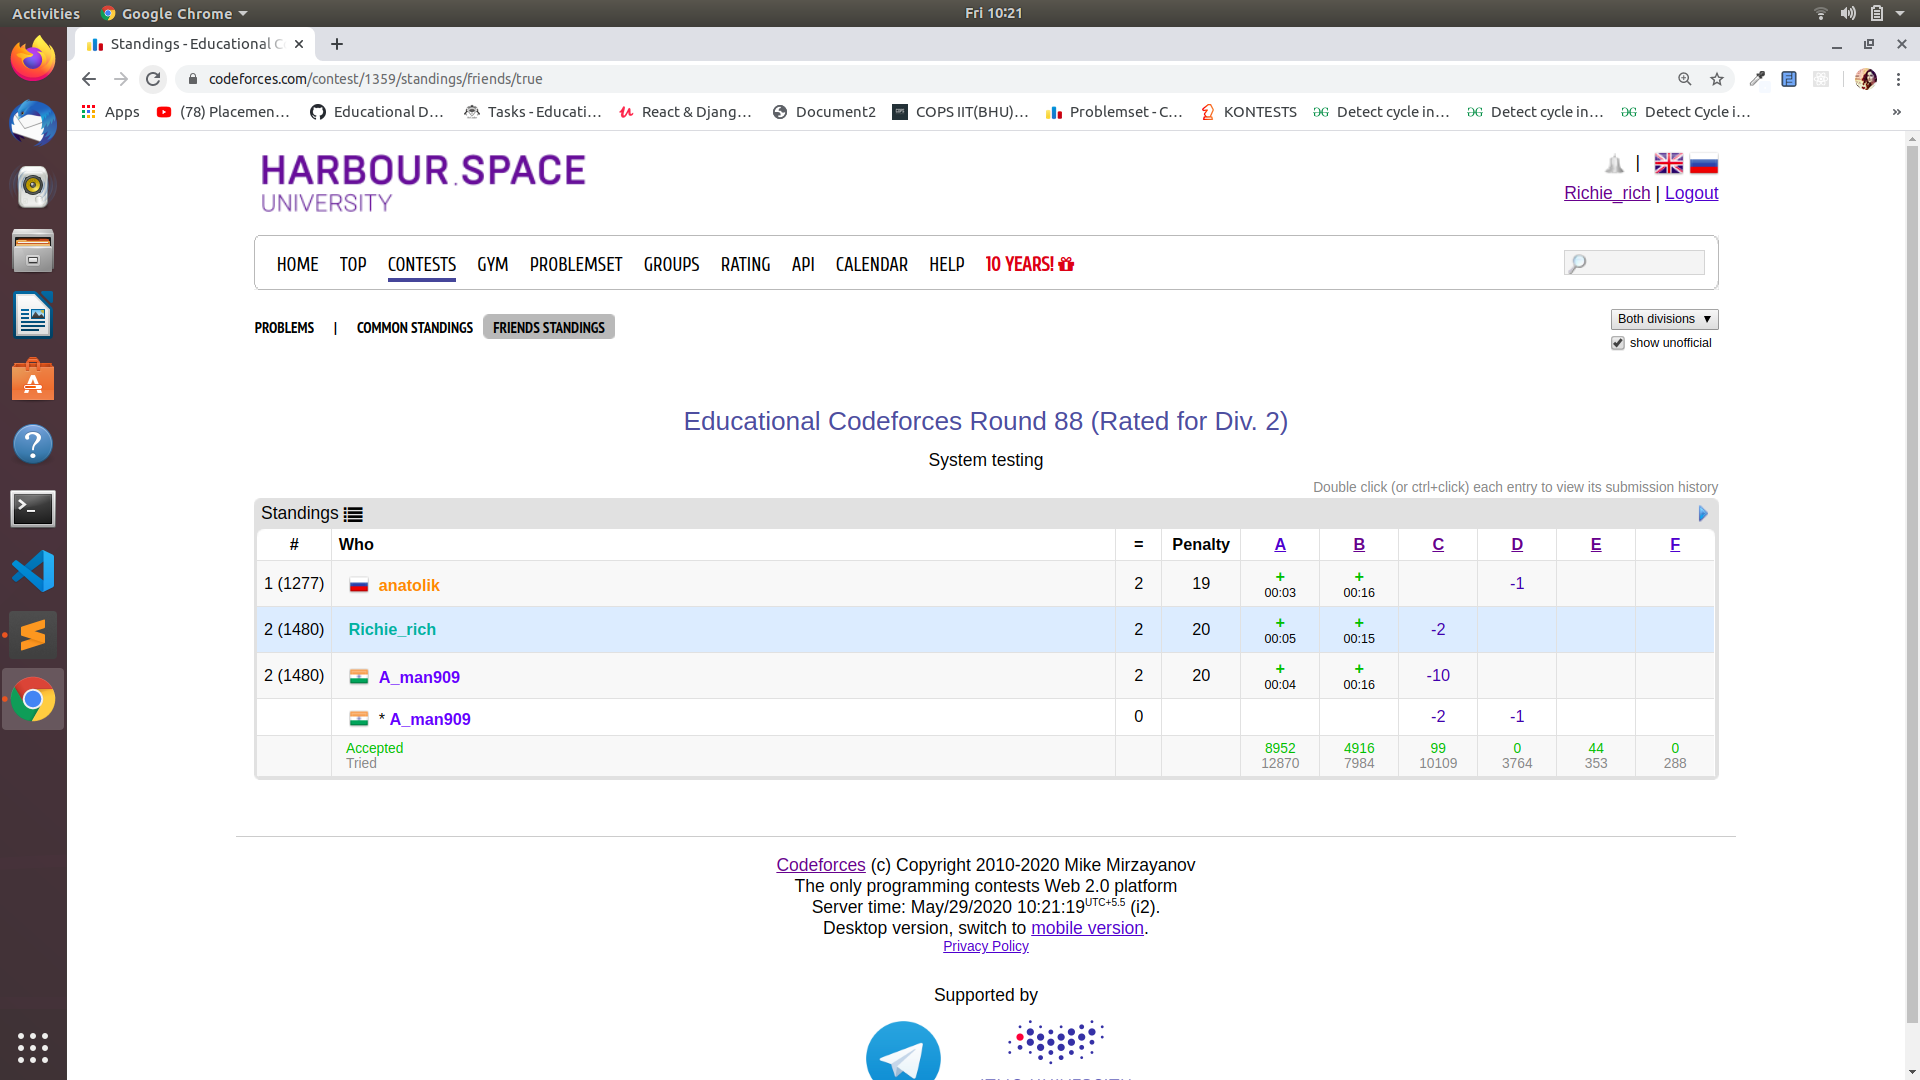 Activities Google Chrome Fri 10:21
Standings - Educational C
codeforces.com/contest/1359/standings/friends/true
Apps (78) Placemen… Educational D… Tasks - Educati… React & Djang… Document2 COPS IIT(BHU)… Problemset - C… KONTESTS Detect cycle in… Detect cycle in… Detect Cycle i… »
HARBOUR.SPACE
UNIVERSITY
|
Richie_rich | Logout
HOME TOP CONTESTS GYM PROBLEMSET GROUPS RATING API CALENDAR HELP 10 YEARS!
PROBLEMS | COMMON STANDINGS FRIENDS STANDINGS
Both divisions
show unofficial
Educational Codeforces Round 88 (Rated for Div. 2)
System testing
Double click (or ctrl+click) each entry to view its submission history
Standings
# Who = Penalty A B C D E F
1 (1277) anatolik 2 19 + 00:03 + 00:16 -1
2 (1480) Richie_rich 2 20 + 00:05 + 00:15 -2
2 (1480) A_man909 2 20 + 00:04 + 00:16 -10
* A_man909 0 -2 -1
Accepted 8952 4916 99 0 44 0
Tried 12870 7984 10109 3764 353 288
Codeforces (c) Copyright 2010-2020 Mike Mirzayanov
The only programming contests Web 2.0 platform
Server time: May/29/2020 10:21:19UTC+5.5 (i2).
Desktop version, switch to mobile version.
Privacy Policy
Supported by